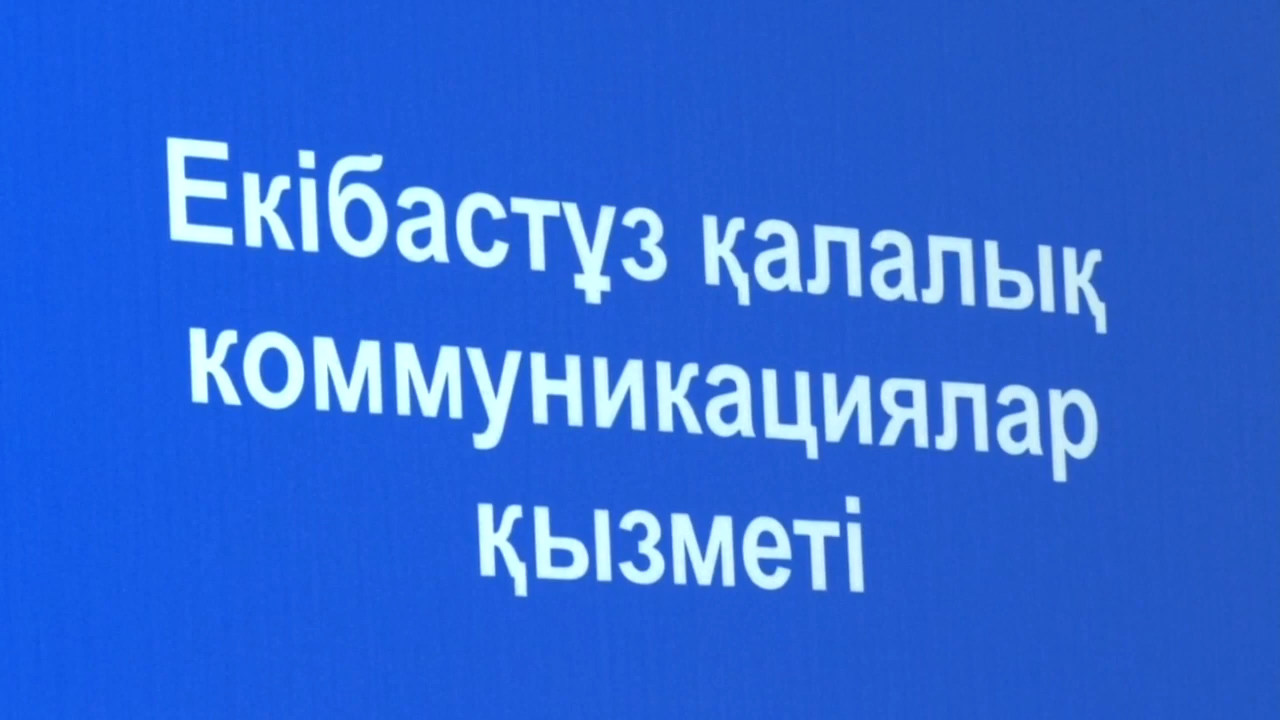 Екібастұз қалалық
коммуникациялар
қызметі